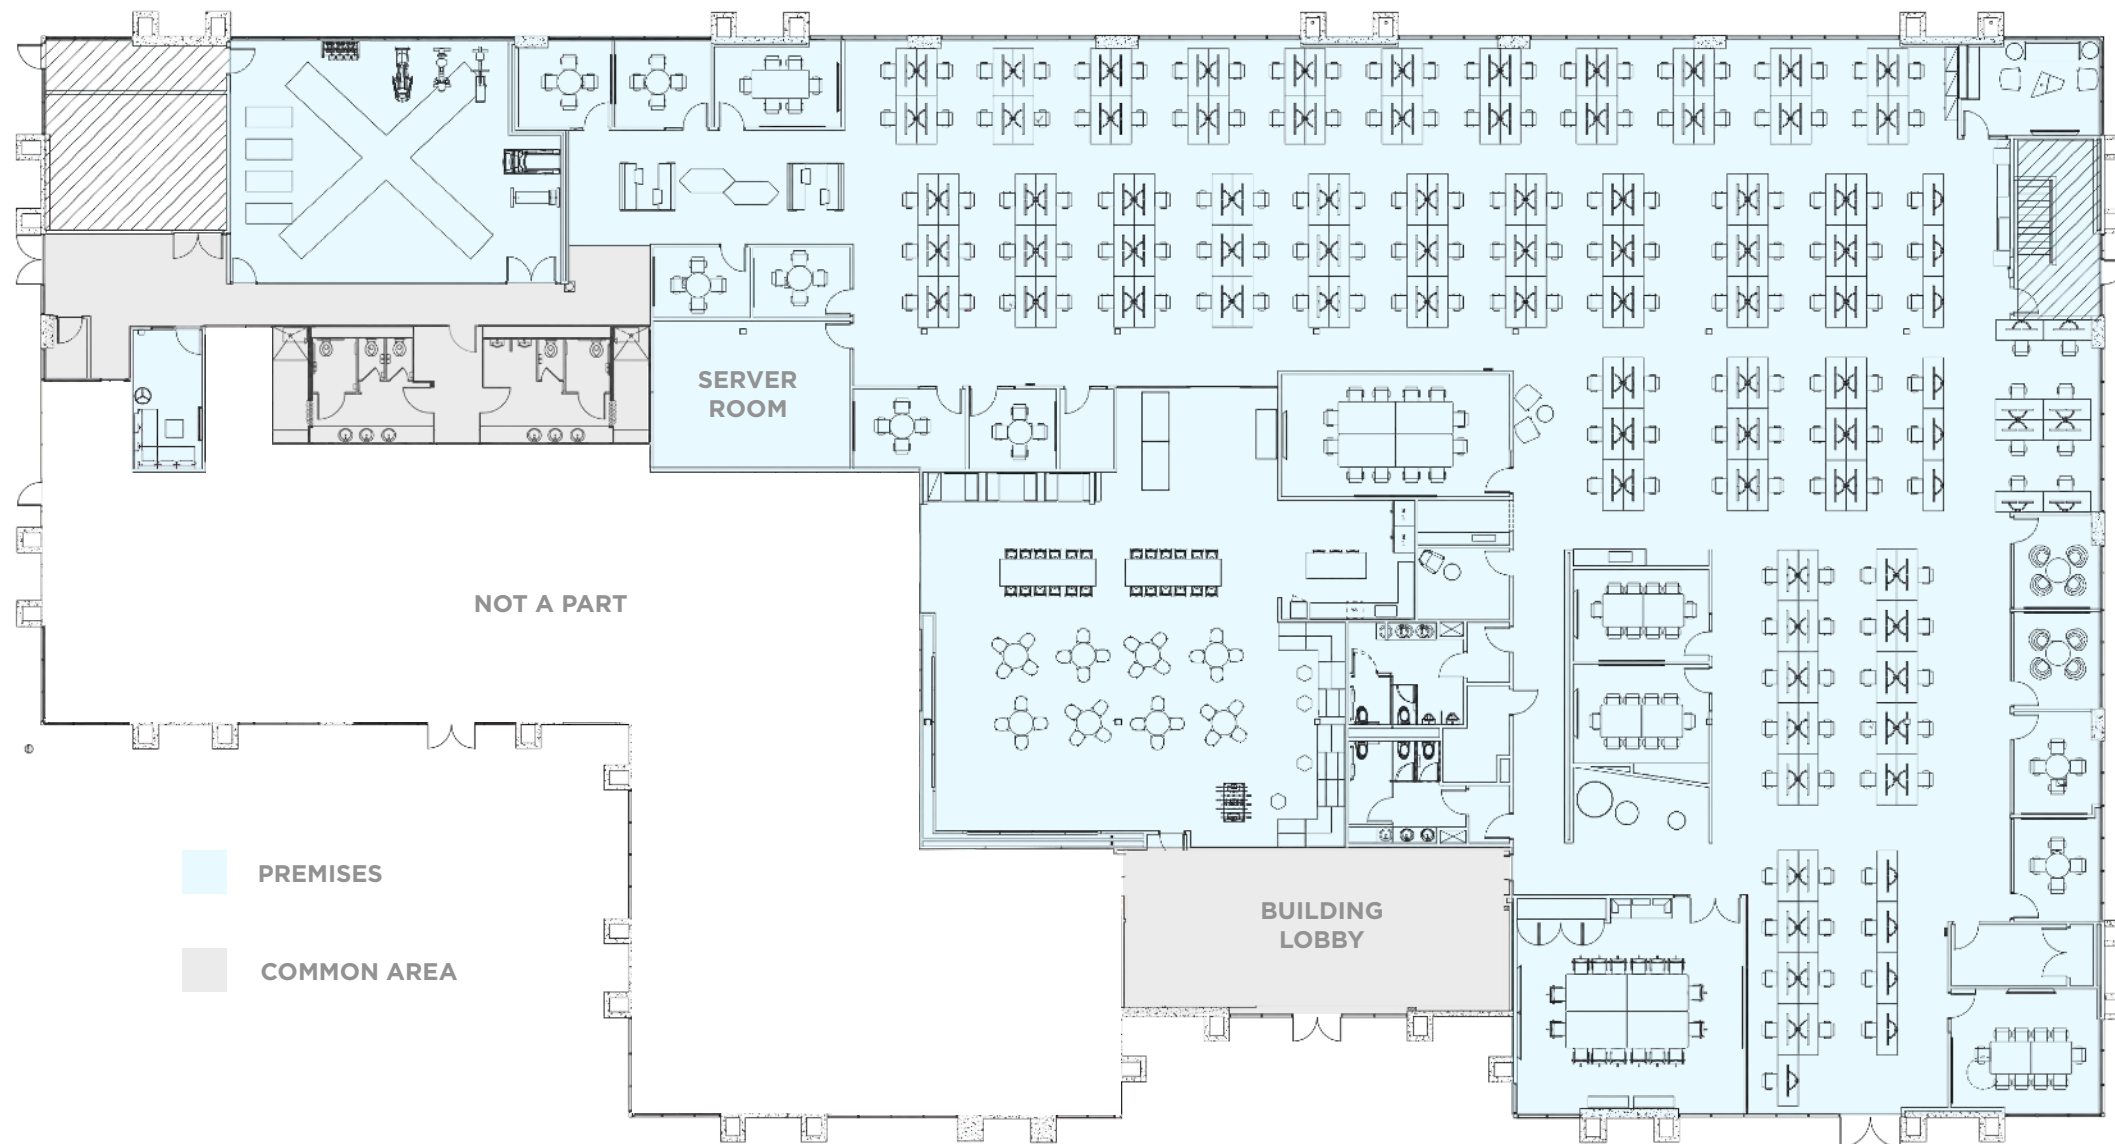 SERVER
ROOM
NOT A PART
PREMISES
BUILDING
LOBBY
COMMON AREA